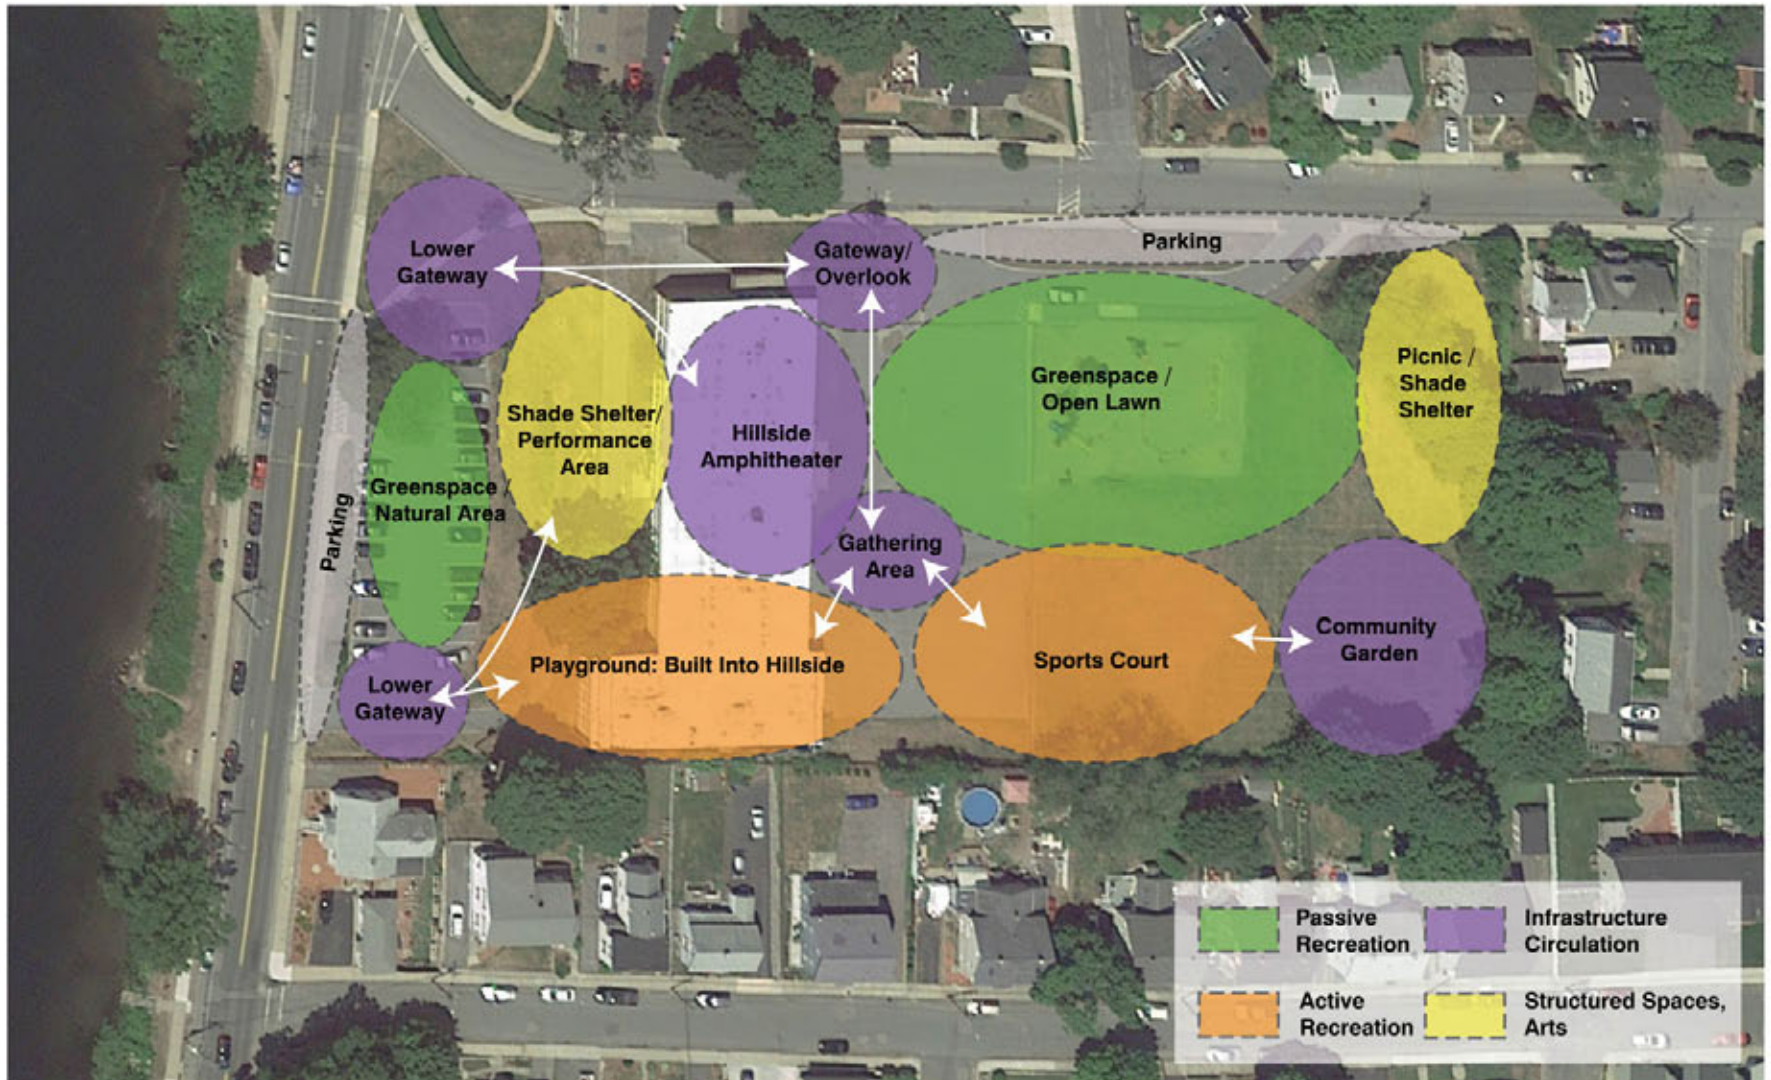 Lower
Gateway
Gateway/
Overlook
Parking
Greenspace /
Open Lawn
Picnic /
Shade
Shelter
Shade Shelter/
Performance
Area
Hillside
Amphitheater
Greenspace /
Natural Area
Parking
Gathering
Area
Playground: Built Into Hillside
Sports Court
Community
Garden
Lower
Gateway
Passive
Recreation
Infrastructure
Circulation
Active
Recreation
Structured Spaces,
Arts